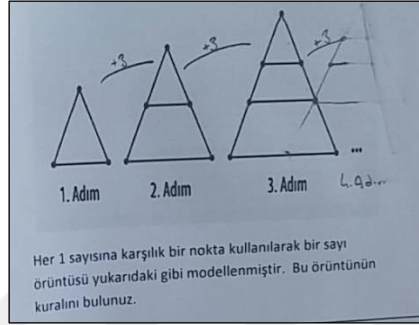 +3 +3 +3
1. Adım 2. Adım 3. Adım ... 4. Adım
Her 1 sayısına karşılık bir nokta kullanılarak bir sayı
örüntüsü yukarıdaki gibi modellenmiştir. Bu örüntünün
kuralını bulunuz.